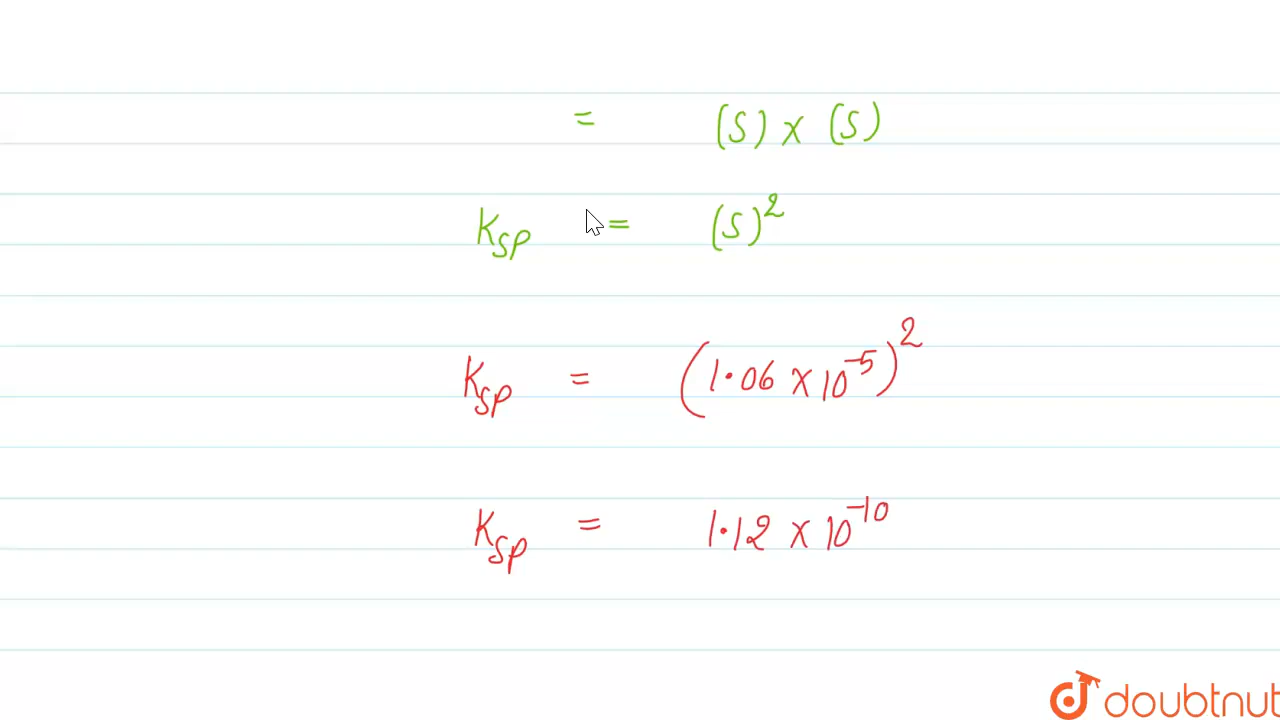 = (S) × (S)
Ksp = (S)²
Ksp = (1·06 × 10⁻⁵)²
Ksp = 1·12 × 10⁻¹⁰
doubtnut